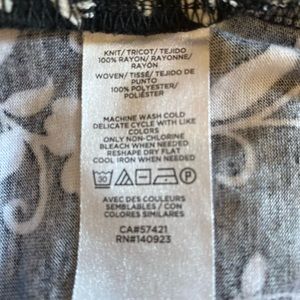 KNIT/ TRICOT/ TEJIDO
100% RAYON/ RAYONNE/
RAYÓN
WOVEN/ TISSÉ/ TEJIDO DE
PUNTO
100% POLYESTER/
POLIÉSTER
MACHINE WASH COLD
DELICATE CYCLE WITH LIKE
COLORS
ONLY NON-CHLORINE
BLEACH WHEN NEEDED
RESHAPE DRY FLAT
COOL IRON WHEN NEEDED
30 P
AVEC DES COULEURS
SEMBLABLES / CON
COLORES SIMILARES
CA#57421
RN#140923